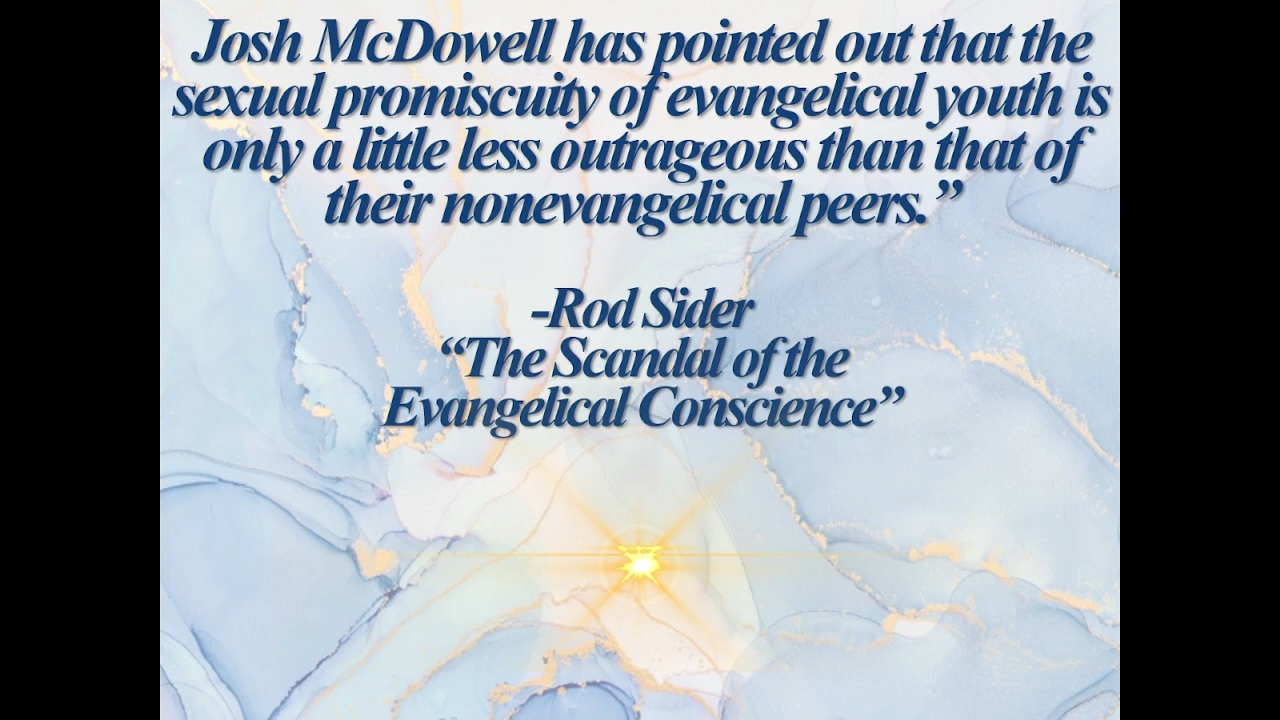 Josh McDowell has pointed out that the
sexual promiscuity of evangelical youth is
only a little less outrageous than that of
their nonevangelical peers.”
-Rod Sider
“The Scandal of the
Evangelical Conscience”